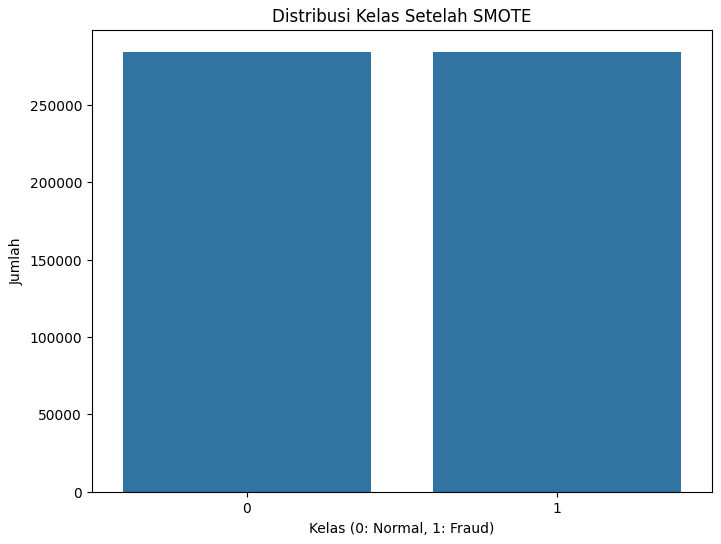 Distribusi Kelas Setelah SMOTE
Jumlah
250000
200000
150000
100000
50000
0
0 1
Kelas (0: Normal, 1: Fraud)